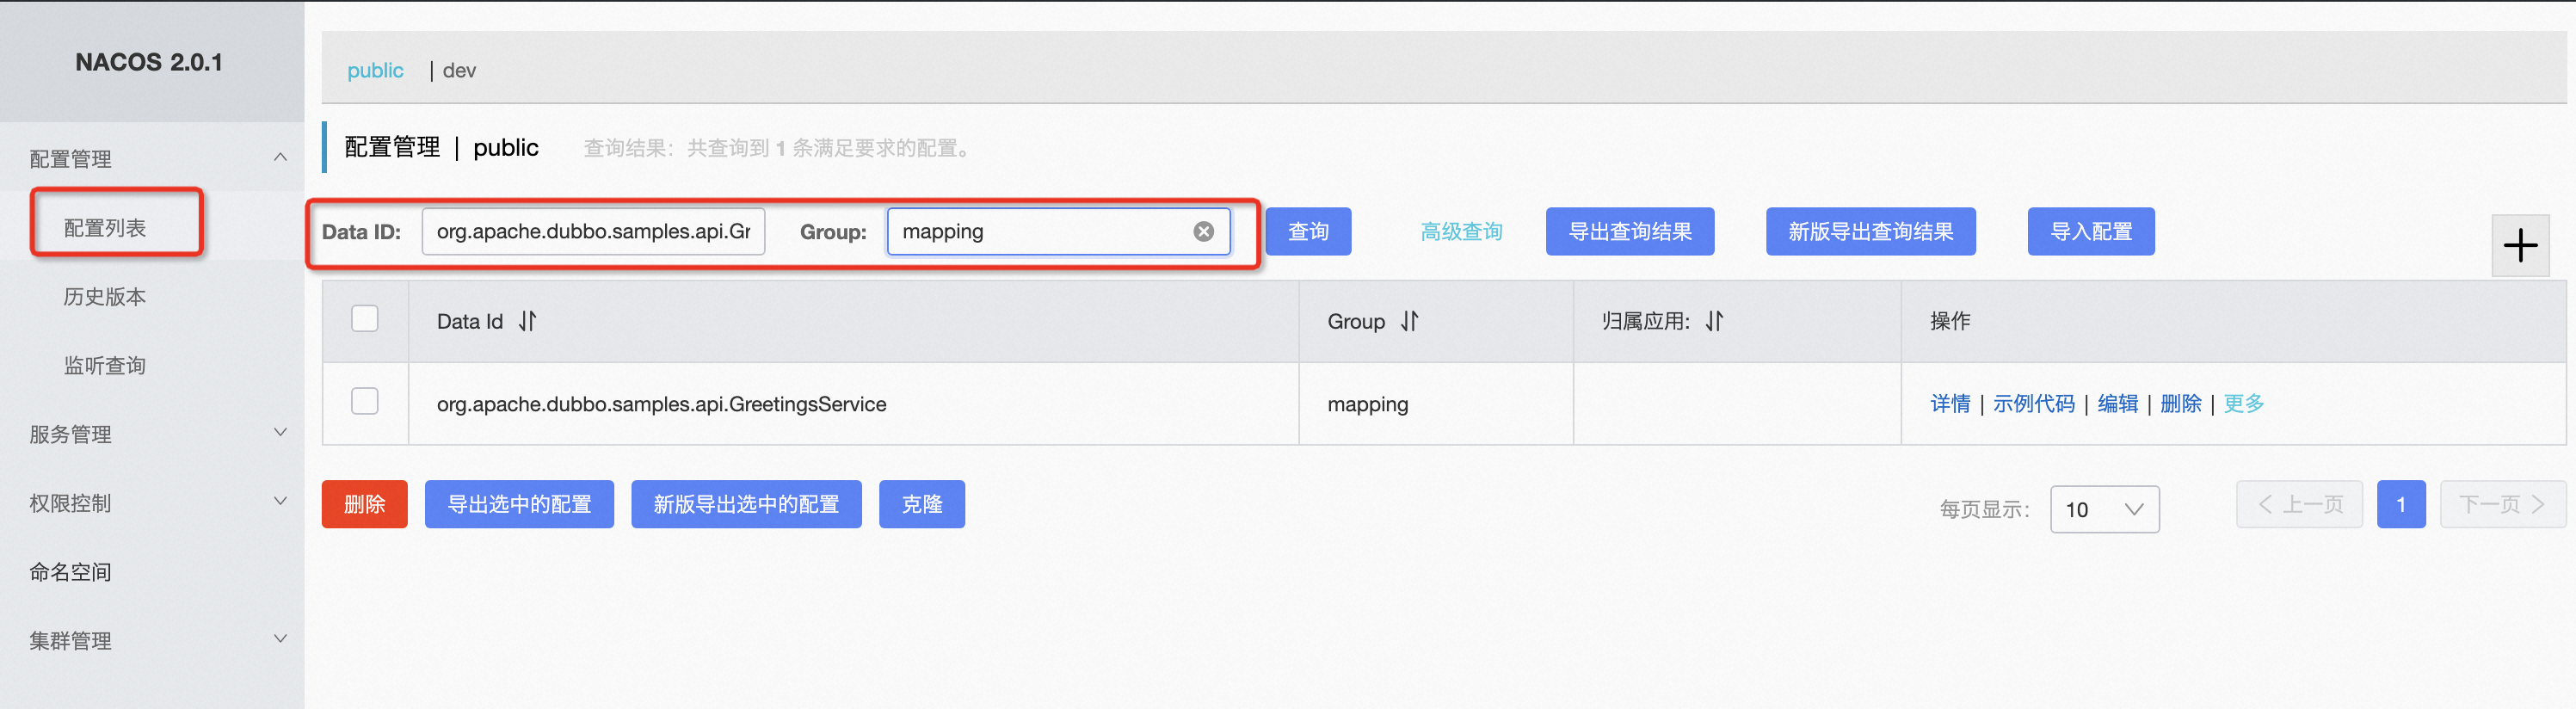 NACOS 2.0.1
public | dev
配置管理
配置管理 | public 查询结果：共查询到 1 条满足要求的配置。
配置列表
Data ID: org.apache.dubbo.samples.api.Gr Group: mapping 查询 高级查询 导出查询结果 新版导出查询结果 导入配置
历史版本
监听查询
服务管理
权限控制
命名空间
集群管理
Data Id Group 归属应用: 操作
org.apache.dubbo.samples.api.GreetingsService mapping 详情 | 示例代码 | 编辑 | 删除 | 更多
删除 导出选中的配置 新版导出选中的配置 克隆 每页显示: 10 上一页 1 下一页